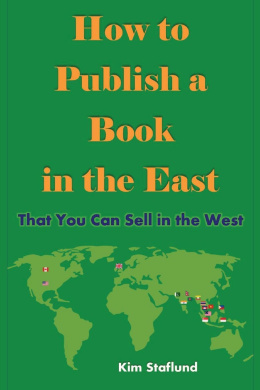 How to
Publish a
Book
in the East
That You Can Sell in the West
Kim Staflund